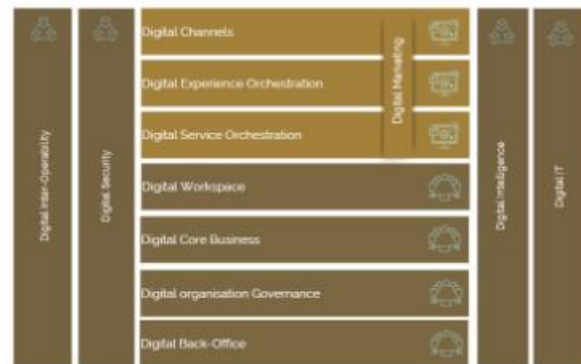 Digital Inter-Operability
Digital Security
Digital Channels
Digital Experience Orchestration
Digital Service Orchestration
Digital Marketing
Digital Workspace
Digital Core Business
Digital organisation Governance
Digital Back-Office
Digital Intelligence
Digital IT